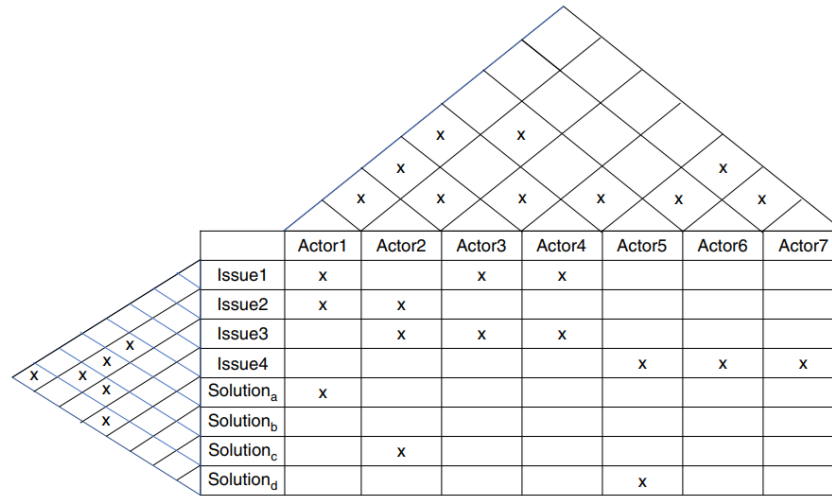 x x
x x
x x x x x x
Actor1 Actor2 Actor3 Actor4 Actor5 Actor6 Actor7
Issue1 x x x
Issue2 x x
x
Issue3 x x x
x
Issue4 x x x
x x
Solutiona x
x
Solutionb
x
Solutionc x
Solutiond x